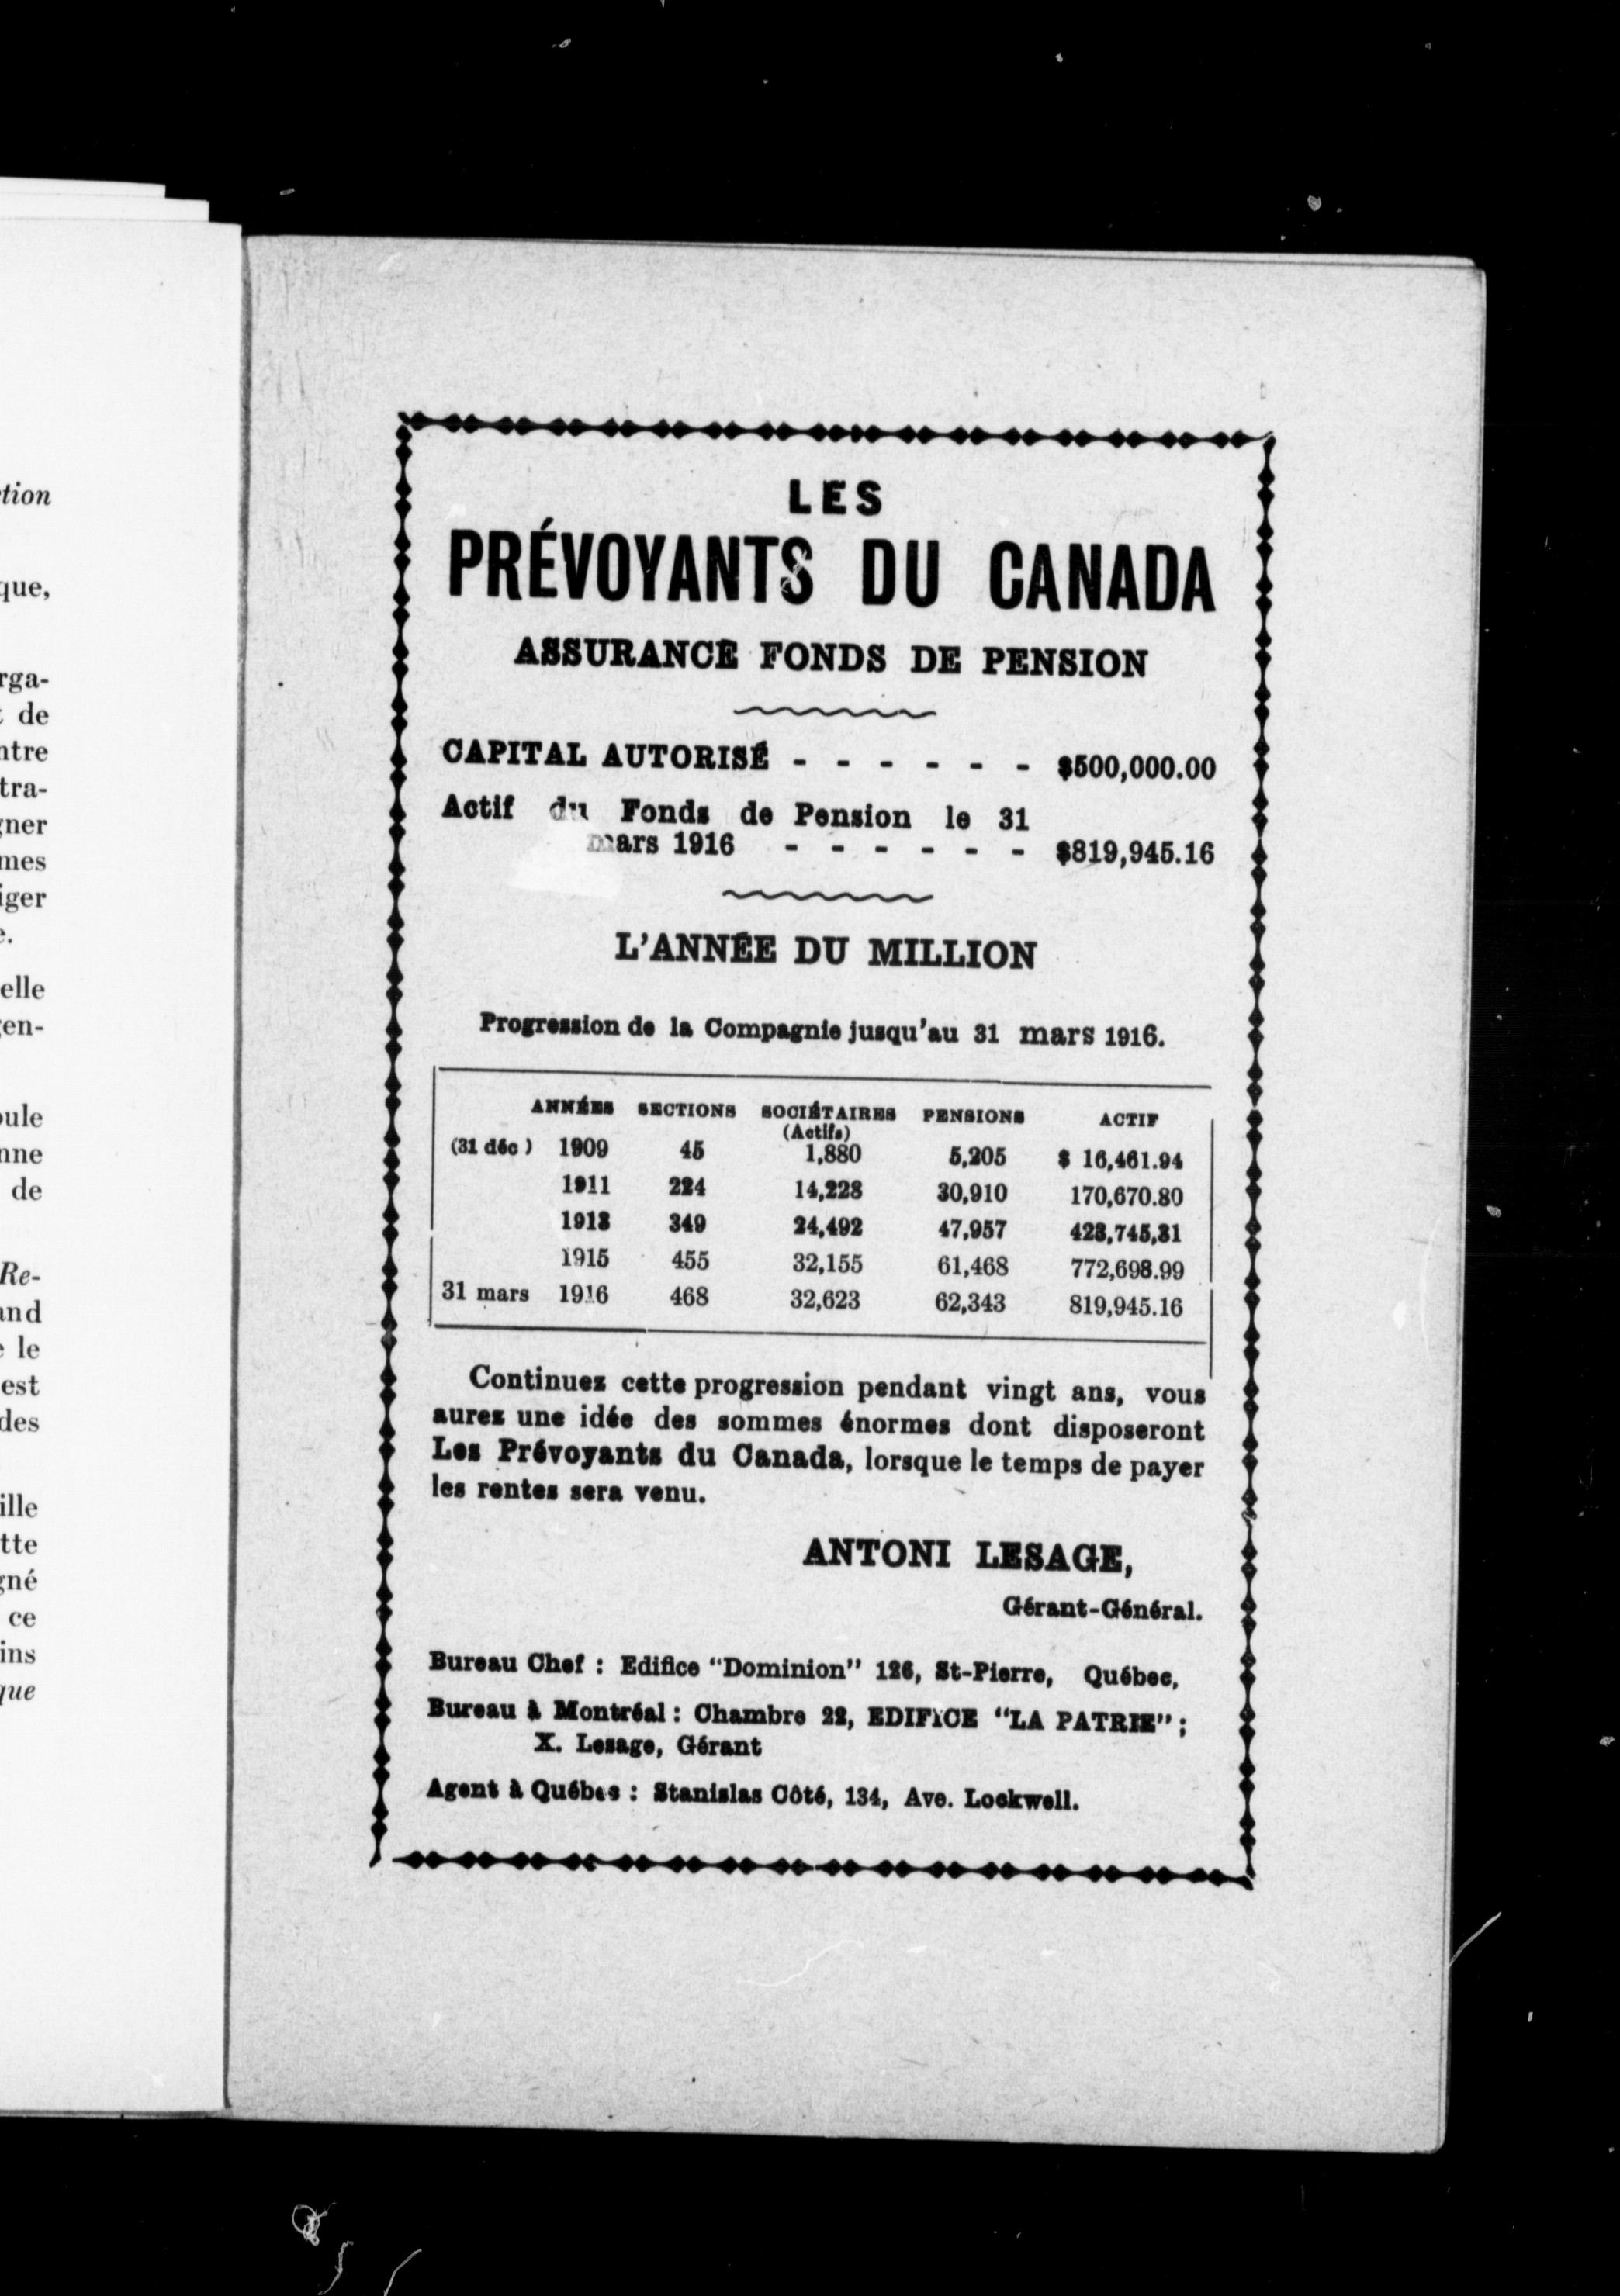 LES
PRÉVOYANTS DU CANADA
ASSURANCE FONDS DE PENSION
CAPITAL AUTORISÉ - - - - - - $500,000.00
Actif du Fonds de Pension le 31
mars 1916 - - - - - - $819,945.16
L'ANNÉE DU MILLION
Progression de la Compagnie jusqu'au 31 mars 1916.
ANNÉES SECTIONS SOCIÉTAIRES PENSIONS ACTIF
(Actifs)
(31 déc ) 1909 45 1,880 5,205 $ 16,461.94
1911 224 14,228 30,910 170,670.80
1913 349 24,492 47,957 423,745,31
1915 455 32,155 61,468 772,698.99
31 mars 1916 468 32,623 62,343 819,945.16
Continuez cette progression pendant vingt ans, vous
aurez une idée des sommes énormes dont disposeront
Les Prévoyants du Canada, lorsque le temps de payer
les rentes sera venu.
ANTONI LESAGE,
Gérant-Général.
Bureau Chef : Edifice "Dominion" 126, St-Pierre, Québec,
Bureau à Montréal : Chambre 22, EDIFICE "LA PATRIE" ;
X. Lesage, Gérant
Agent à Québec : Stanislas Côté, 134, Ave. Lockwell.